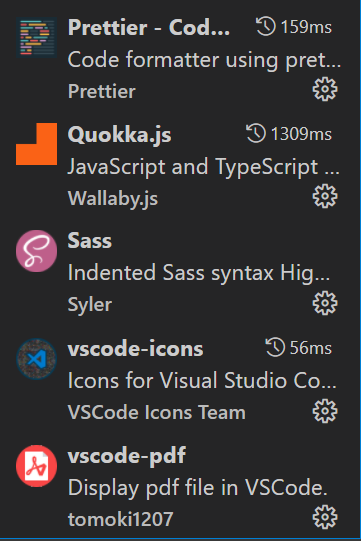 Prettier - Cod... 159ms
Code formatter using pret...
Prettier
Quokka.js 1309ms
JavaScript and TypeScript ...
Wallaby.js
Sass
Indented Sass syntax Hig...
Syler
vscode-icons 56ms
Icons for Visual Studio Co...
VSCode Icons Team
vscode-pdf
Display pdf file in VSCode.
tomoki1207